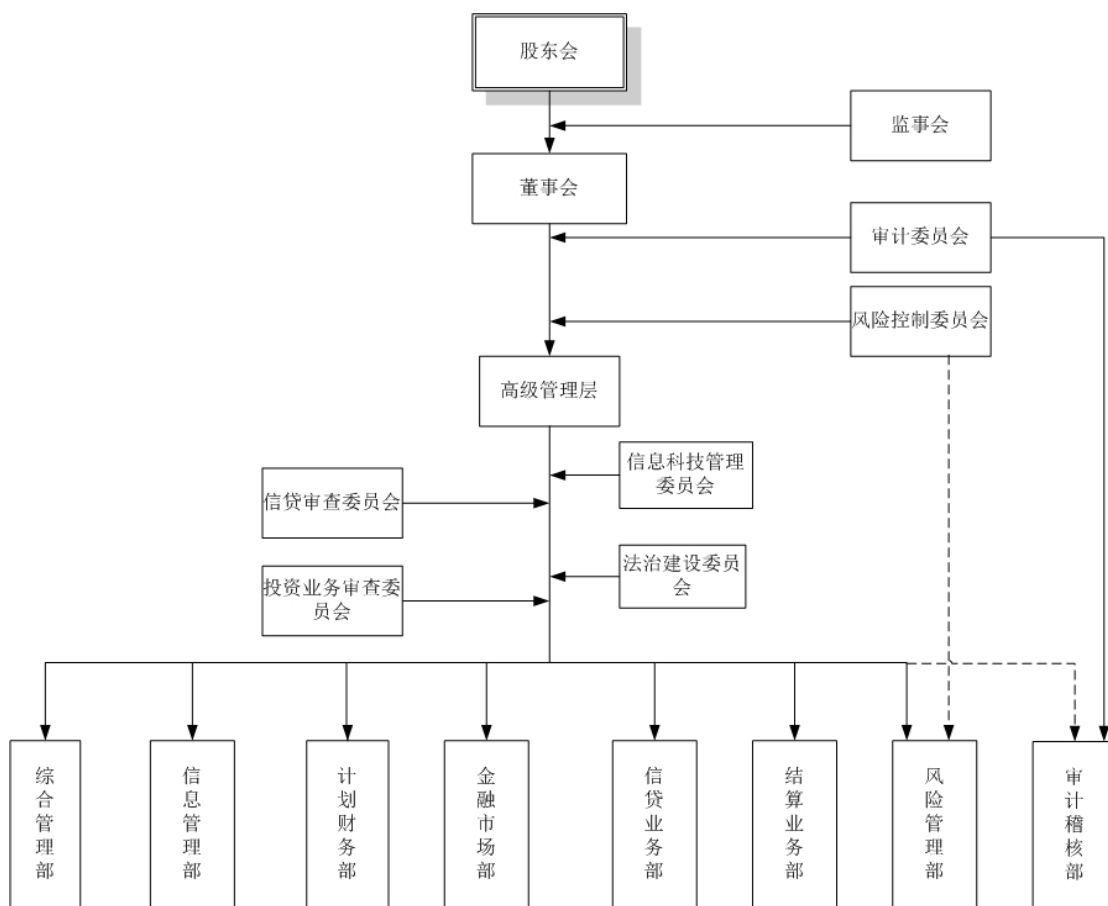 股东会
监事会
董事会
审计委员会
风险控制委员会
高级管理层
信息科技管理
委员会
信贷审查委员会
法治建设委员
会
投资业务审查委
员会
综合管理部
信息管理部
计划财务部
金融市场部
信贷业务部
结算业务部
风险管理部
审计稽核部